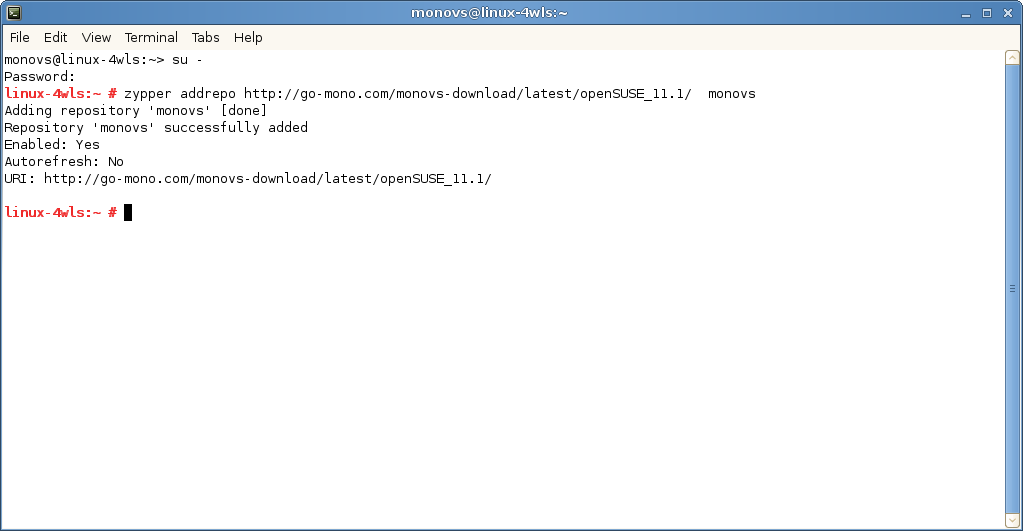 monovs@linux-4wls:~
File Edit View Terminal Tabs Help
monovs@linux-4wls:~> su -
Password:
linux-4wls:~ # zypper addrepo http://go-mono.com/monovs-download/latest/openSUSE_11.1/  monovs
Adding repository 'monovs' [done]
Repository 'monovs' successfully added
Enabled: Yes
Autorefresh: No
URI: http://go-mono.com/monovs-download/latest/openSUSE_11.1/
linux-4wls:~ #